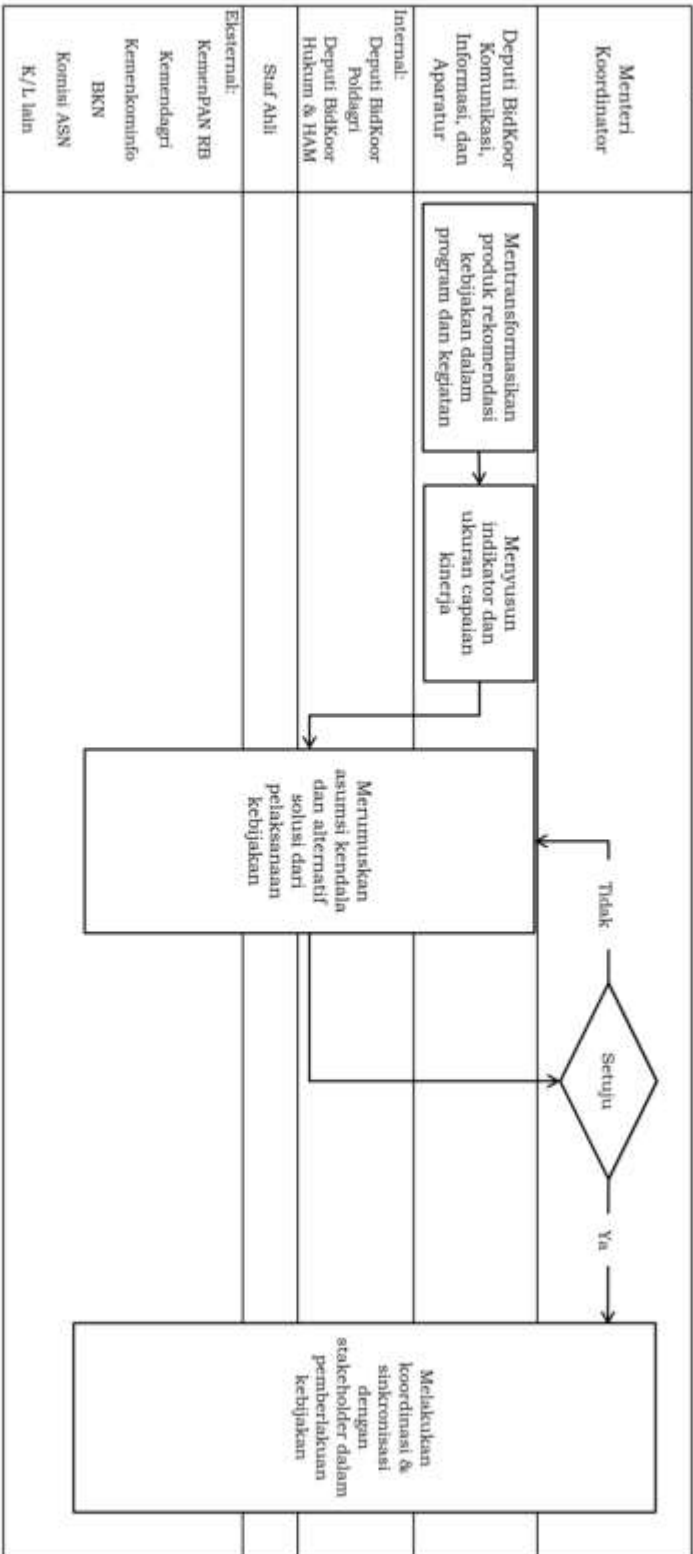 Menteri
Koordinator
Deputi BidKoor
Komunikasi,
Informasi, dan
Aparatur
Internal:
Deputi BidKoor
Poldagri
Deputi BidKoor
Hukum & HAM
Staf Ahli
Eksternal:
KemenPAN RB
Kemendagri
Kemenkominfo
BKN
Komisi ASN
K/L lain
Mentransformasikan
produk rekomendasi
kebijakan dalam
program dan kegiatan
Menyusun
indikator dan
ukuran capaian
kinerja
Merumuskan
asumsi kendala
dan alternatif
solusi dari
pelaksanaan
kebijakan
Tidak
Setuju
Ya
Melakukan
koordinasi &
sinkronisasi
dengan
stakeholder dalam
pemberlakuan
kebijakan